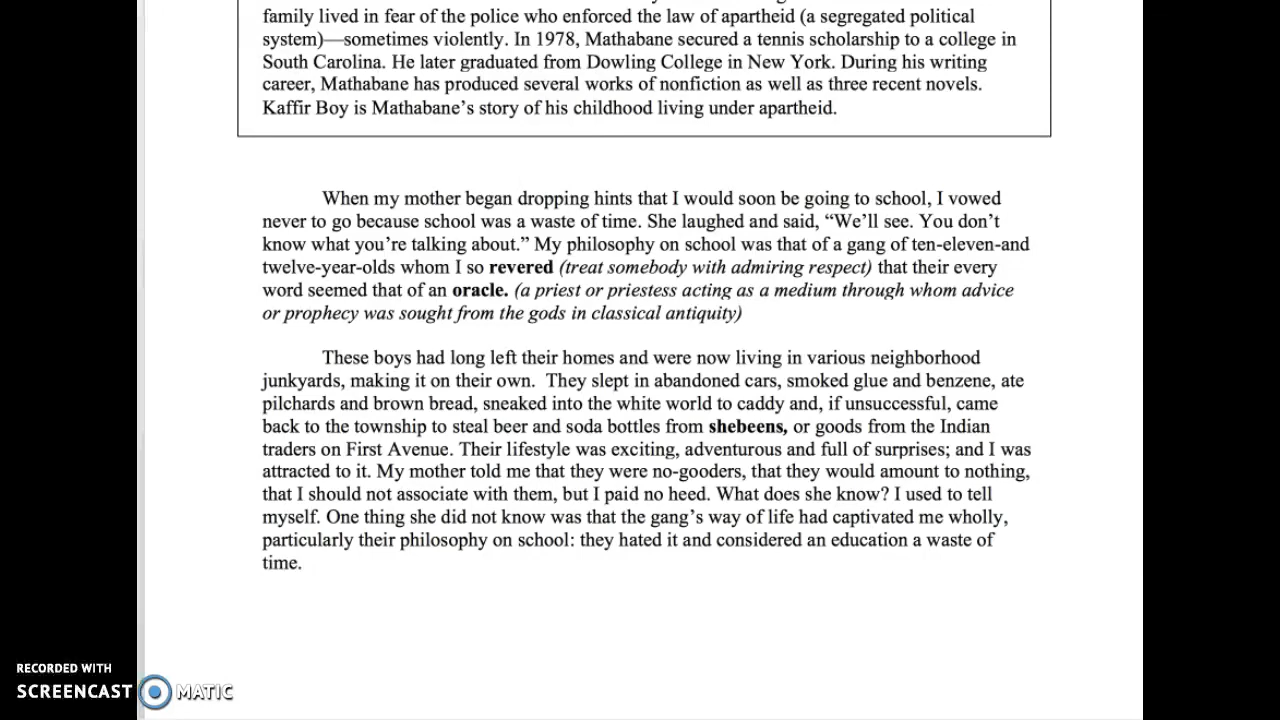 family lived in fear of the police who enforced the law of apartheid (a segregated political
system)—sometimes violently. In 1978, Mathabane secured a tennis scholarship to a college in
South Carolina. He later graduated from Dowling College in New York. During his writing
career, Mathabane has produced several works of nonfiction as well as three recent novels.
Kaffir Boy is Mathabane’s story of his childhood living under apartheid.
When my mother began dropping hints that I would soon be going to school, I vowed
never to go because school was a waste of time. She laughed and said, “We’ll see. You don’t
know what you’re talking about.” My philosophy on school was that of a gang of ten-eleven-and
twelve-year-olds whom I so revered (treat somebody with admiring respect) that their every
word seemed that of an oracle. (a priest or priestess acting as a medium through whom advice
or prophecy was sought from the gods in classical antiquity)
These boys had long left their homes and were now living in various neighborhood
junkyards, making it on their own.  They slept in abandoned cars, smoked glue and benzene, ate
pilchards and brown bread, sneaked into the white world to caddy and, if unsuccessful, came
back to the township to steal beer and soda bottles from shebeens, or goods from the Indian
traders on First Avenue. Their lifestyle was exciting, adventurous and full of surprises; and I was
attracted to it. My mother told me that they were no-gooders, that they would amount to nothing,
that I should not associate with them, but I paid no heed. What does she know? I used to tell
myself. One thing she did not know was that the gang’s way of life had captivated me wholly,
particularly their philosophy on school: they hated it and considered an education a waste of
time.
RECORDED WITH
SCREENCAST MATIC